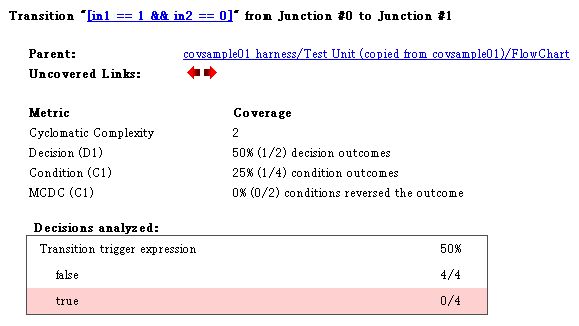 Transition "[in1 == 1 && in2 == 0]" from Junction #0 to Junction #1
Parent: covsample01 harness/Test Unit (copied from covsample01)/FlowChart
Uncovered Links:
Metric Coverage
Cyclomatic Complexity 2
Decision (D1) 50% (1/2) decision outcomes
Condition (C1) 25% (1/4) condition outcomes
MCDC (C1) 0% (0/2) conditions reversed the outcome
Decisions analyzed:
Transition trigger expression 50%
false 4/4
true 0/4